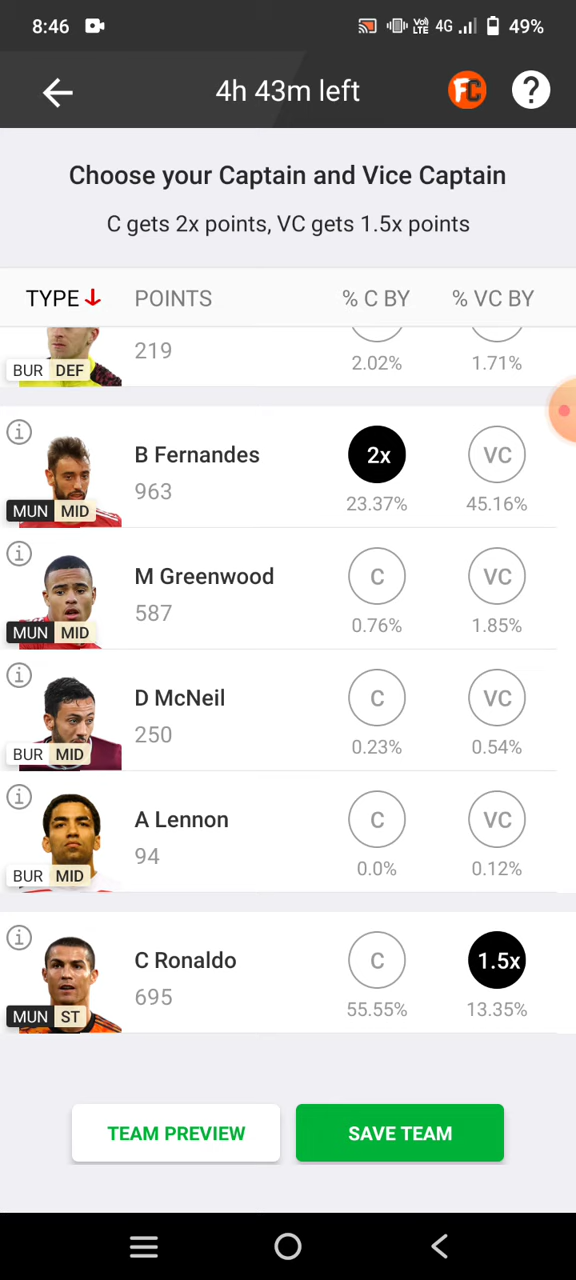 8:46 Vo) LTE 4G 49%
4h 43m left FC ?
Choose your Captain and Vice Captain
C gets 2x points, VC gets 1.5x points
TYPE POINTS % C BY % VC BY
219 2.02% 1.71%
BUR DEF
B Fernandes 2x VC
963 23.37% 45.16%
MUN MID
M Greenwood C VC
587 0.76% 1.85%
MUN MID
D McNeil C VC
250 0.23% 0.54%
BUR MID
A Lennon C VC
94 0.0% 0.12%
BUR MID
C Ronaldo C 1.5x
695 55.55% 13.35%
MUN ST
TEAM PREVIEW SAVE TEAM